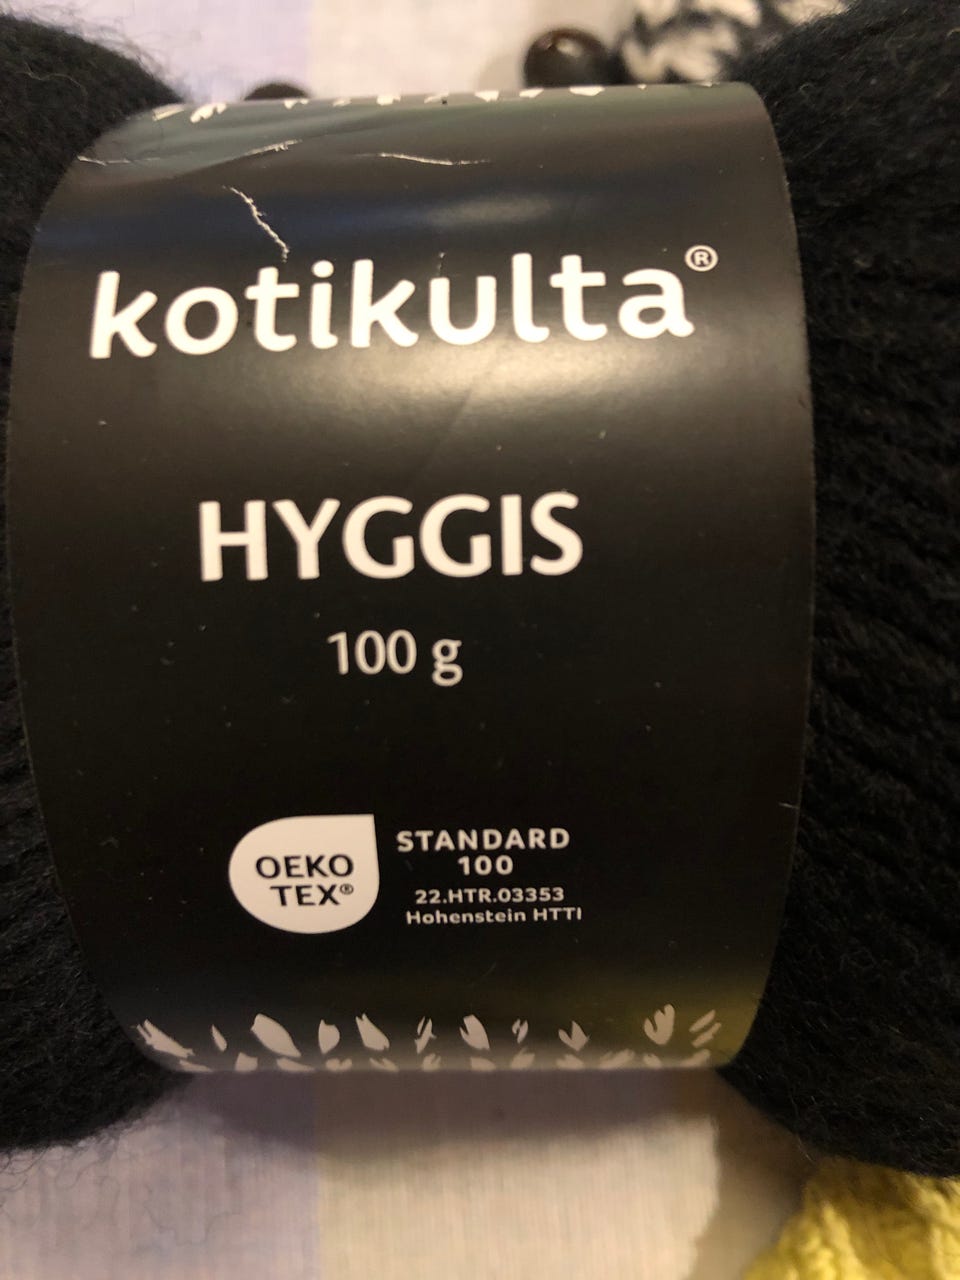 kotikulta®
HYGGIS
100 g
OEKO
TEX®
STANDARD
100
22.HTR.03353
Hohenstein HTTI